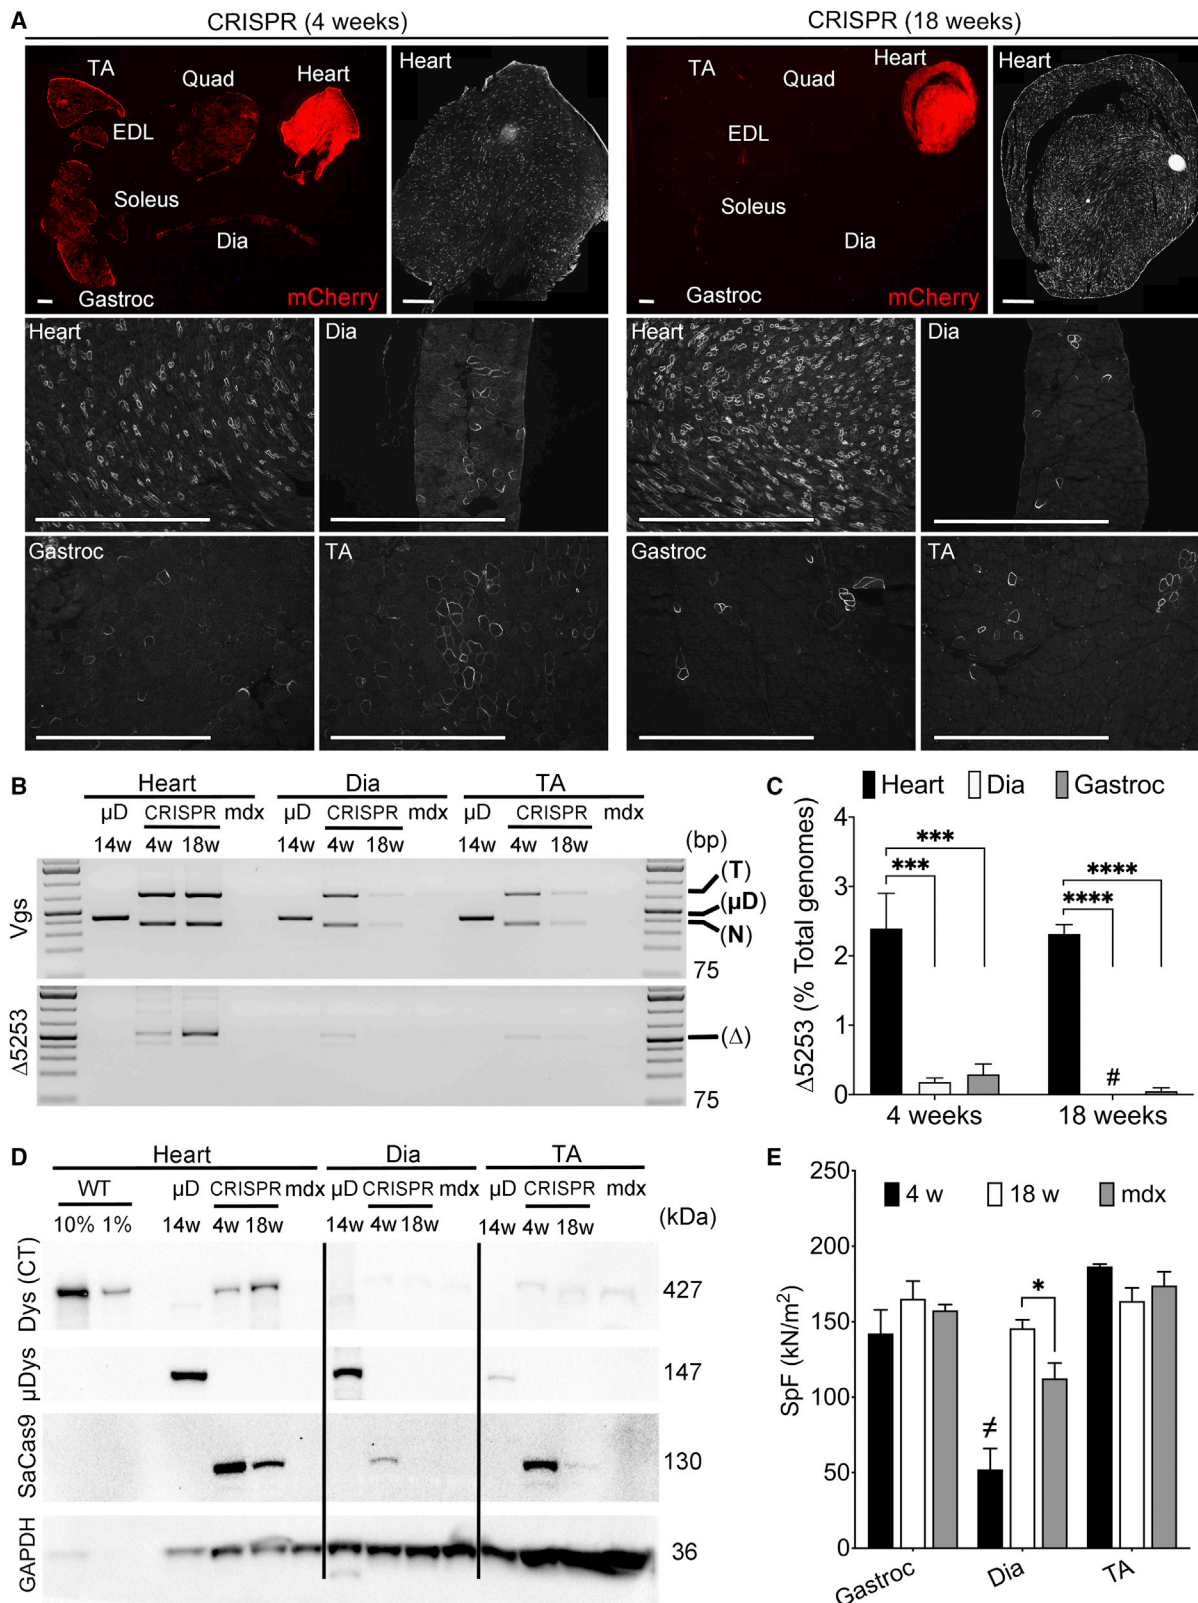 A
CRISPR (4 weeks)
CRISPR (18 weeks)
TA
Quad
Heart
EDL
Soleus
Dia
Gastroc
mCherry
Heart
TA
Quad
Heart
EDL
Soleus
Dia
Gastroc
mCherry
Heart
Heart
Dia
Heart
Dia
Gastroc
TA
Gastroc
TA
B
Heart
Dia
TA
µD CRISPR mdx µD CRISPR mdx µD CRISPR mdx
14w 4w 18w 14w 4w 18w 14w 4w 18w
(bp)
Vgs
(T)
(µD)
(N)
75
Δ5253
(Δ)
75
C
Heart Dia Gastroc
Δ5253 (% Total genomes)
4
3
2
1
0
***
***
****
****
#
4 weeks
18 weeks
D
Heart
Dia
TA
WT µD CRISPR mdx µD CRISPR mdx µD CRISPR mdx
10% 1% 14w 4w 18w 14w 4w 18w 14w 4w 18w
(kDa)
Dys (CT)
427
µDys
147
SaCas9
130
GAPDH
36
E
4 w 18 w mdx
SpF (kN/m²)
250
200
150
100
50
0
≠
*
Gastroc
Dia
TA